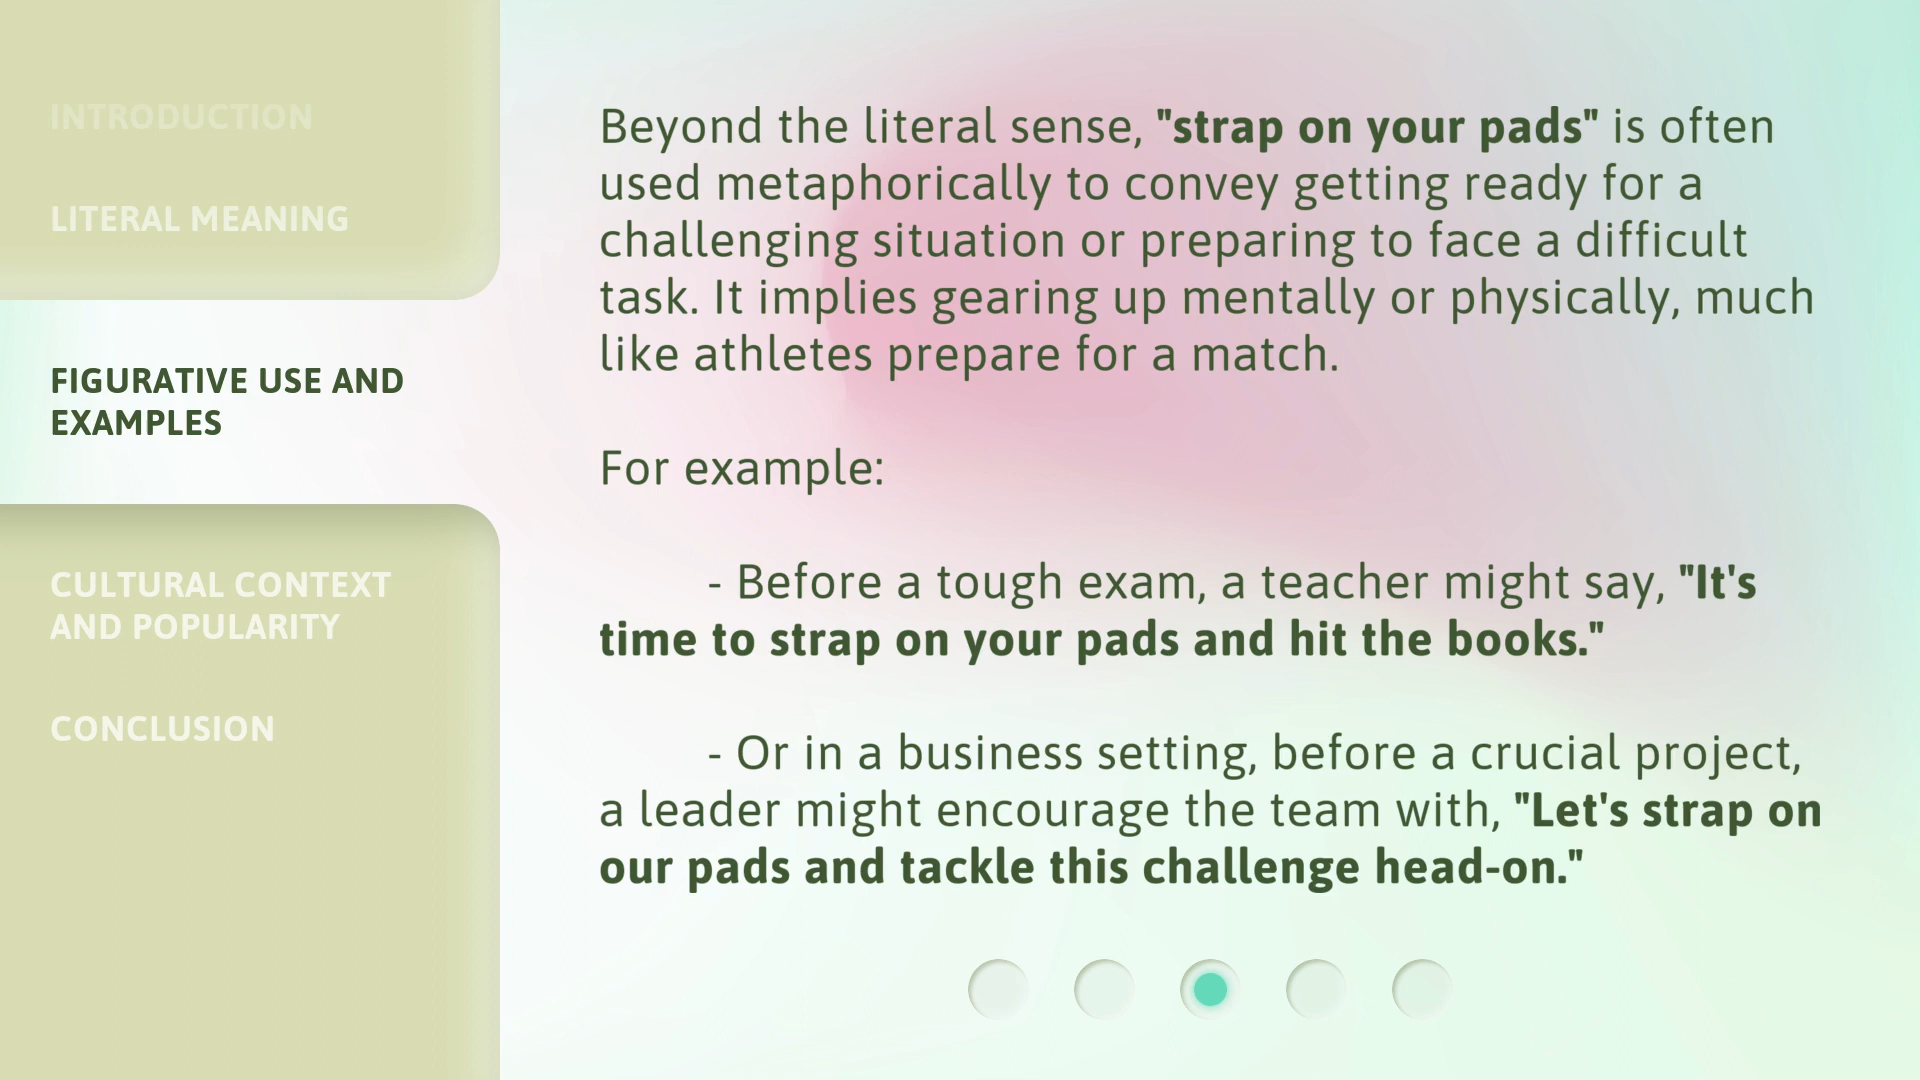 INTRODUCTION
LITERAL MEANING
FIGURATIVE USE AND
EXAMPLES
CULTURAL CONTEXT
AND POPULARITY
CONCLUSION
Beyond the literal sense, "strap on your pads" is often
used metaphorically to convey getting ready for a
challenging situation or preparing to face a difficult
task. It implies gearing up mentally or physically, much
like athletes prepare for a match.
For example:
- Before a tough exam, a teacher might say, "It's
time to strap on your pads and hit the books."
- Or in a business setting, before a crucial project,
a leader might encourage the team with, "Let's strap on
our pads and tackle this challenge head-on."